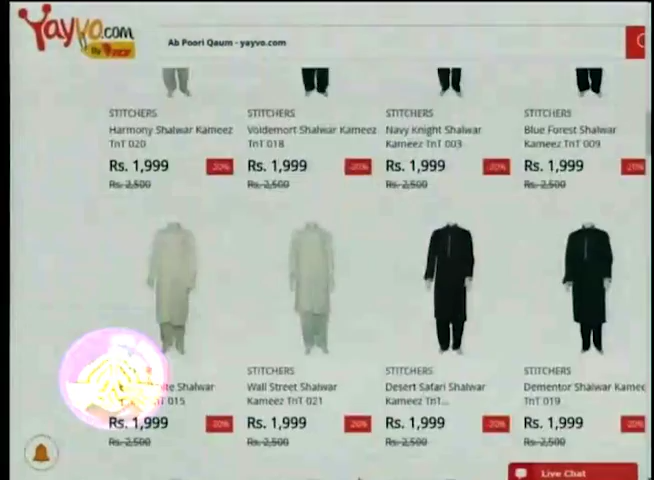 Yayvo.com
By TCS
Ab Poori Qaum - yayvo.com
STITCHERS STITCHERS STITCHERS STITCHERS
Harmony Shalwar Kameez Voldemort Shalwar Kameez Navy Knight Shalwar Blue Forest Shalwar
TnT 020 TnT 018 Kameez TnT 003 Kameez TnT 009
Rs. 1,999 -20% Rs. 1,999 -20% Rs. 1,999 -20% Rs. 1,999 -20%
Rs. 2,500 Rs. 2,500 Rs. 2,500 Rs. 2,500
STITCHERS STITCHERS STITCHERS
Shalwar Wall Street Shalwar Desert Safari Shalwar Dementor Shalwar Kamee
015 Kameez TnT 021 Kameez TnT... TnT 019
Rs. 1,999 -20% Rs. 1,999 -20% Rs. 1,999 -20% Rs. 1,999 -20%
Rs. 2,500 Rs. 2,500 Rs. 2,500 Rs. 2,500
Live Chat